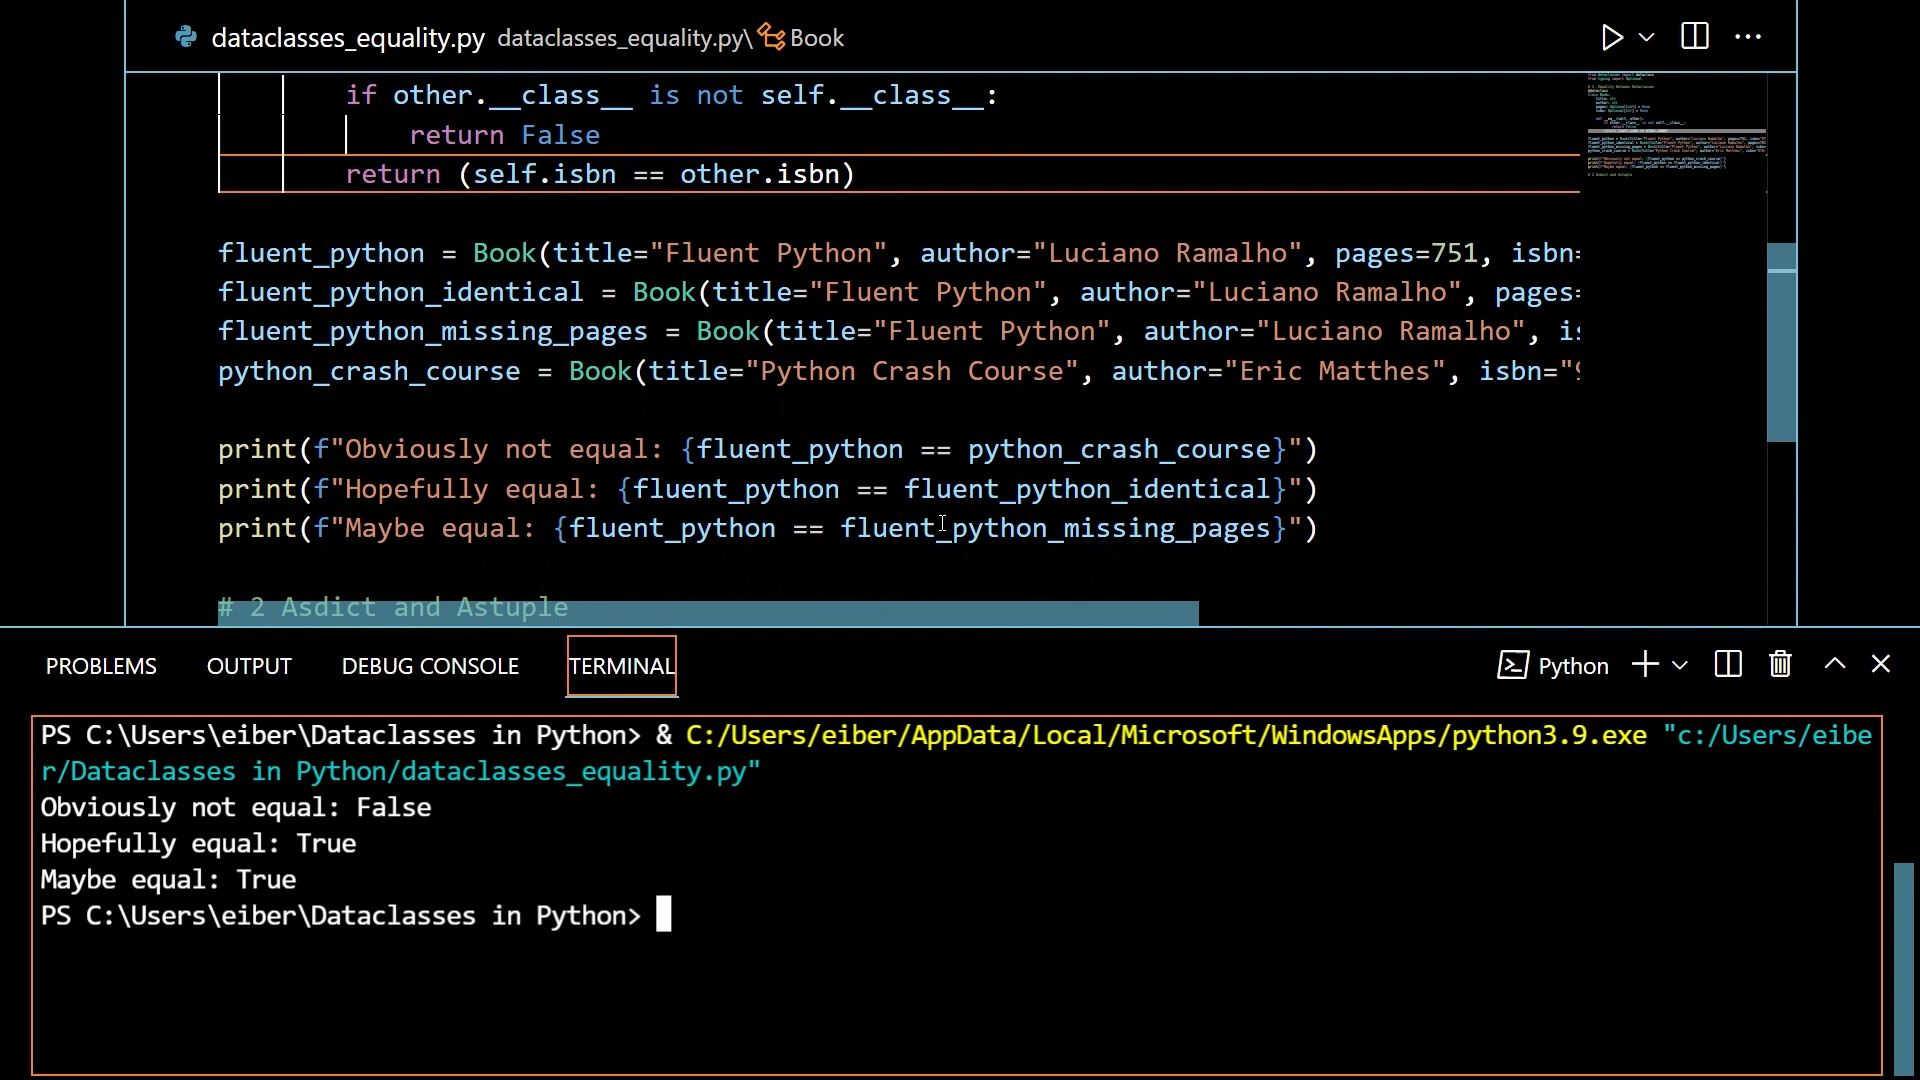 dataclasses_equality.py dataclasses_equality.py\ Book
if other.__class__ is not self.__class__:
return False
return (self.isbn == other.isbn)
fluent_python = Book(title="Fluent Python", author="Luciano Ramalho", pages=751, isbn=
fluent_python_identical = Book(title="Fluent Python", author="Luciano Ramalho", pages=
fluent_python_missing_pages = Book(title="Fluent Python", author="Luciano Ramalho", is
python_crash_course = Book(title="Python Crash Course", author="Eric Matthes", isbn="9
print(f"Obviously not equal: {fluent_python == python_crash_course}")
print(f"Hopefully equal: {fluent_python == fluent_python_identical}")
print(f"Maybe equal: {fluent_python == fluent_python_missing_pages}")
# 2 Asdict and Astuple
PROBLEMS OUTPUT DEBUG CONSOLE TERMINAL Python
PS C:\Users\eiber\Dataclasses in Python> & C:/Users/eiber/AppData/Local/Microsoft/WindowsApps/python3.9.exe "c:/Users/eibe
r/Dataclasses in Python/dataclasses_equality.py"
Obviously not equal: False
Hopefully equal: True
Maybe equal: True
PS C:\Users\eiber\Dataclasses in Python>